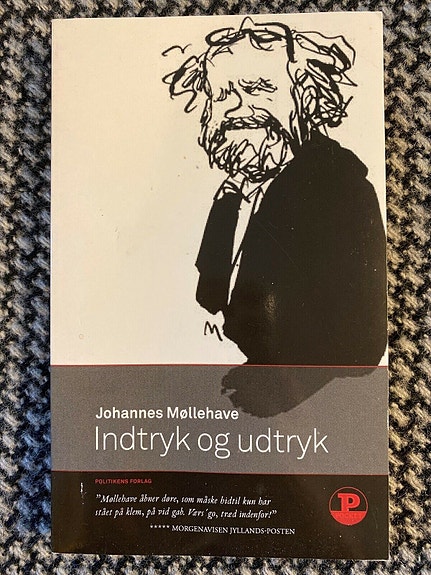 M
Johannes Møllehave
Indtryk og udtryk
POLITIKENS FORLAG
P
"Møllehave åbner døre, som måske hidtil kun har
stået på klem, på vid gab. Værs´go, træd indenfor!"
***** MORGENAVISEN JYLLANDS-POSTEN